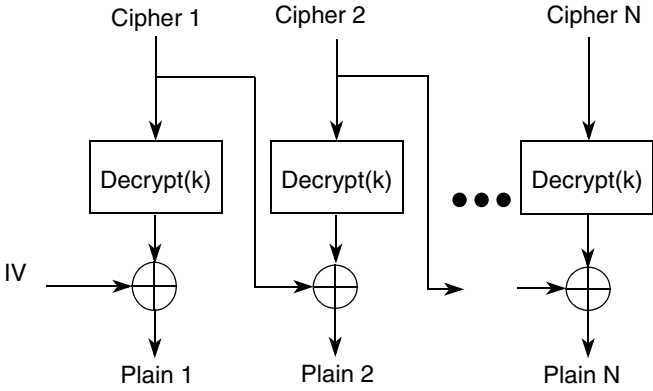 Cipher 1
Cipher 2
Cipher N
Decrypt(k)
Decrypt(k)
Decrypt(k)
IV
Plain 1
Plain 2
Plain N